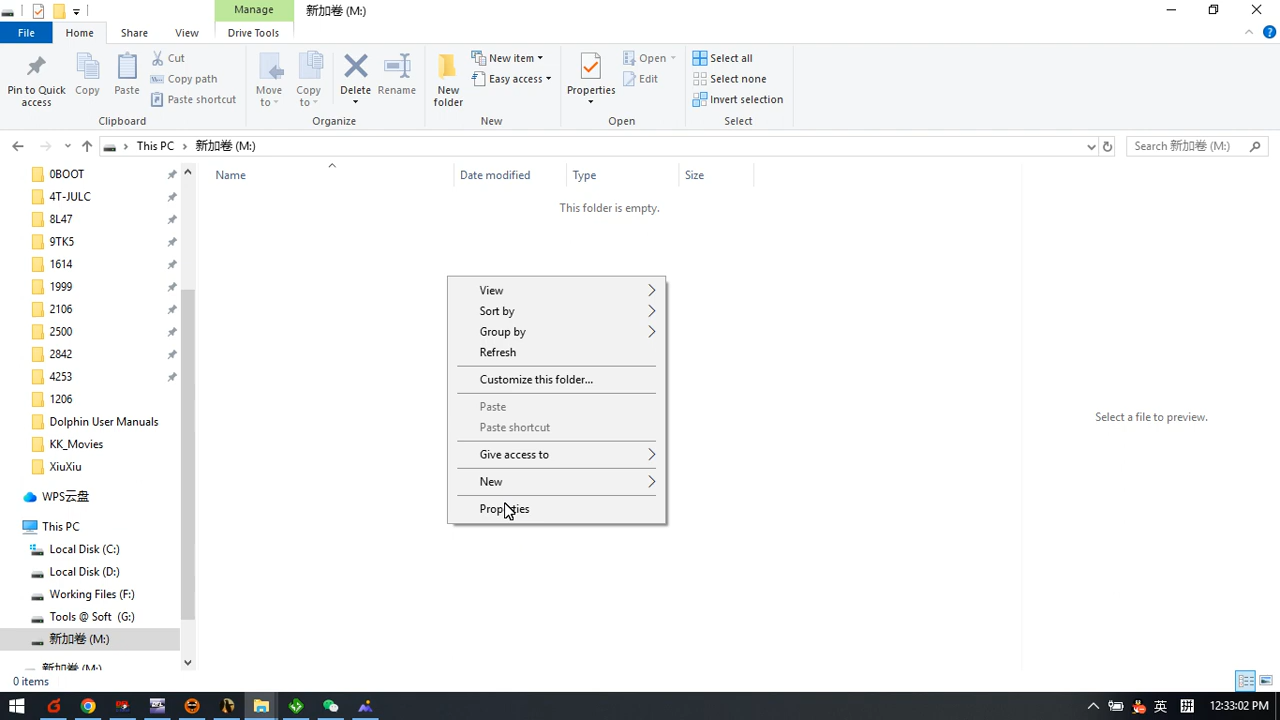 Manage
新加卷 (M:)
File
Home
Share
View
Drive Tools
Pin to Quick access
Copy
Paste
Cut
Copy path
Paste shortcut
Clipboard
Move to
Copy to
Delete
Rename
Organize
New folder
New item
Easy access
New
Properties
Open
Edit
Open
Select all
Select none
Invert selection
Select
This PC
新加卷 (M:)
Search 新加卷 (M:)
0BOOT
4T-JULC
8L47
9TK5
1614
1999
2106
2500
2842
4253
1206
Dolphin User Manuals
KK_Movies
XiuXiu
WPS云盘
This PC
Local Disk (C:)
Local Disk (D:)
Working Files (F:)
Tools @ Soft (G:)
新加卷 (M:)
新加卷 (M:)
Name
Date modified
Type
Size
This folder is empty.
View
Sort by
Group by
Refresh
Customize this folder...
Paste
Paste shortcut
Give access to
New
Properties
Select a file to preview.
0 items
英
拼
12:33:02 PM